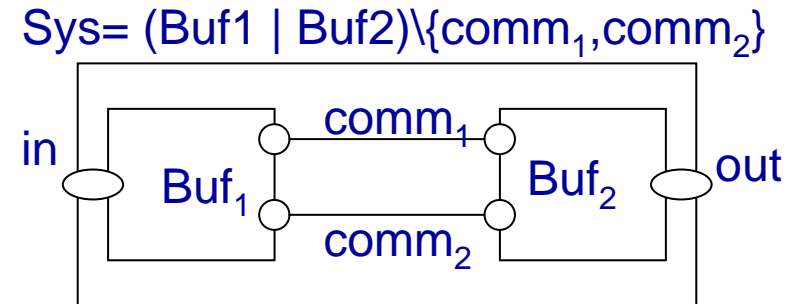 Sys= (Buf1 | Buf2)\{comm₁,comm₂}
in
comm₁
Buf₁
Buf₂
out
comm₂